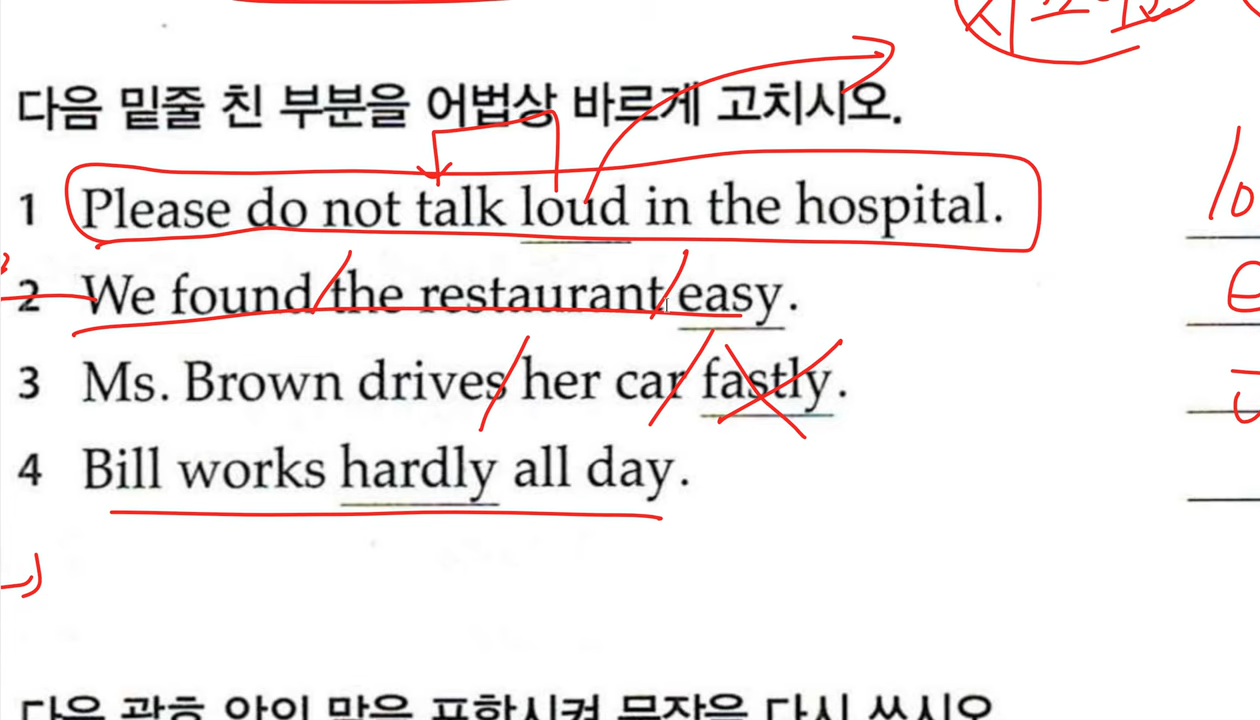 다음 밑줄 친 부분을 어법상 바르게 고치시오.
1 Please do not talk loud in the hospital.
2 We found the restaurant easy.
3 Ms. Brown drives her car fastly.
4 Bill works hardly all day.